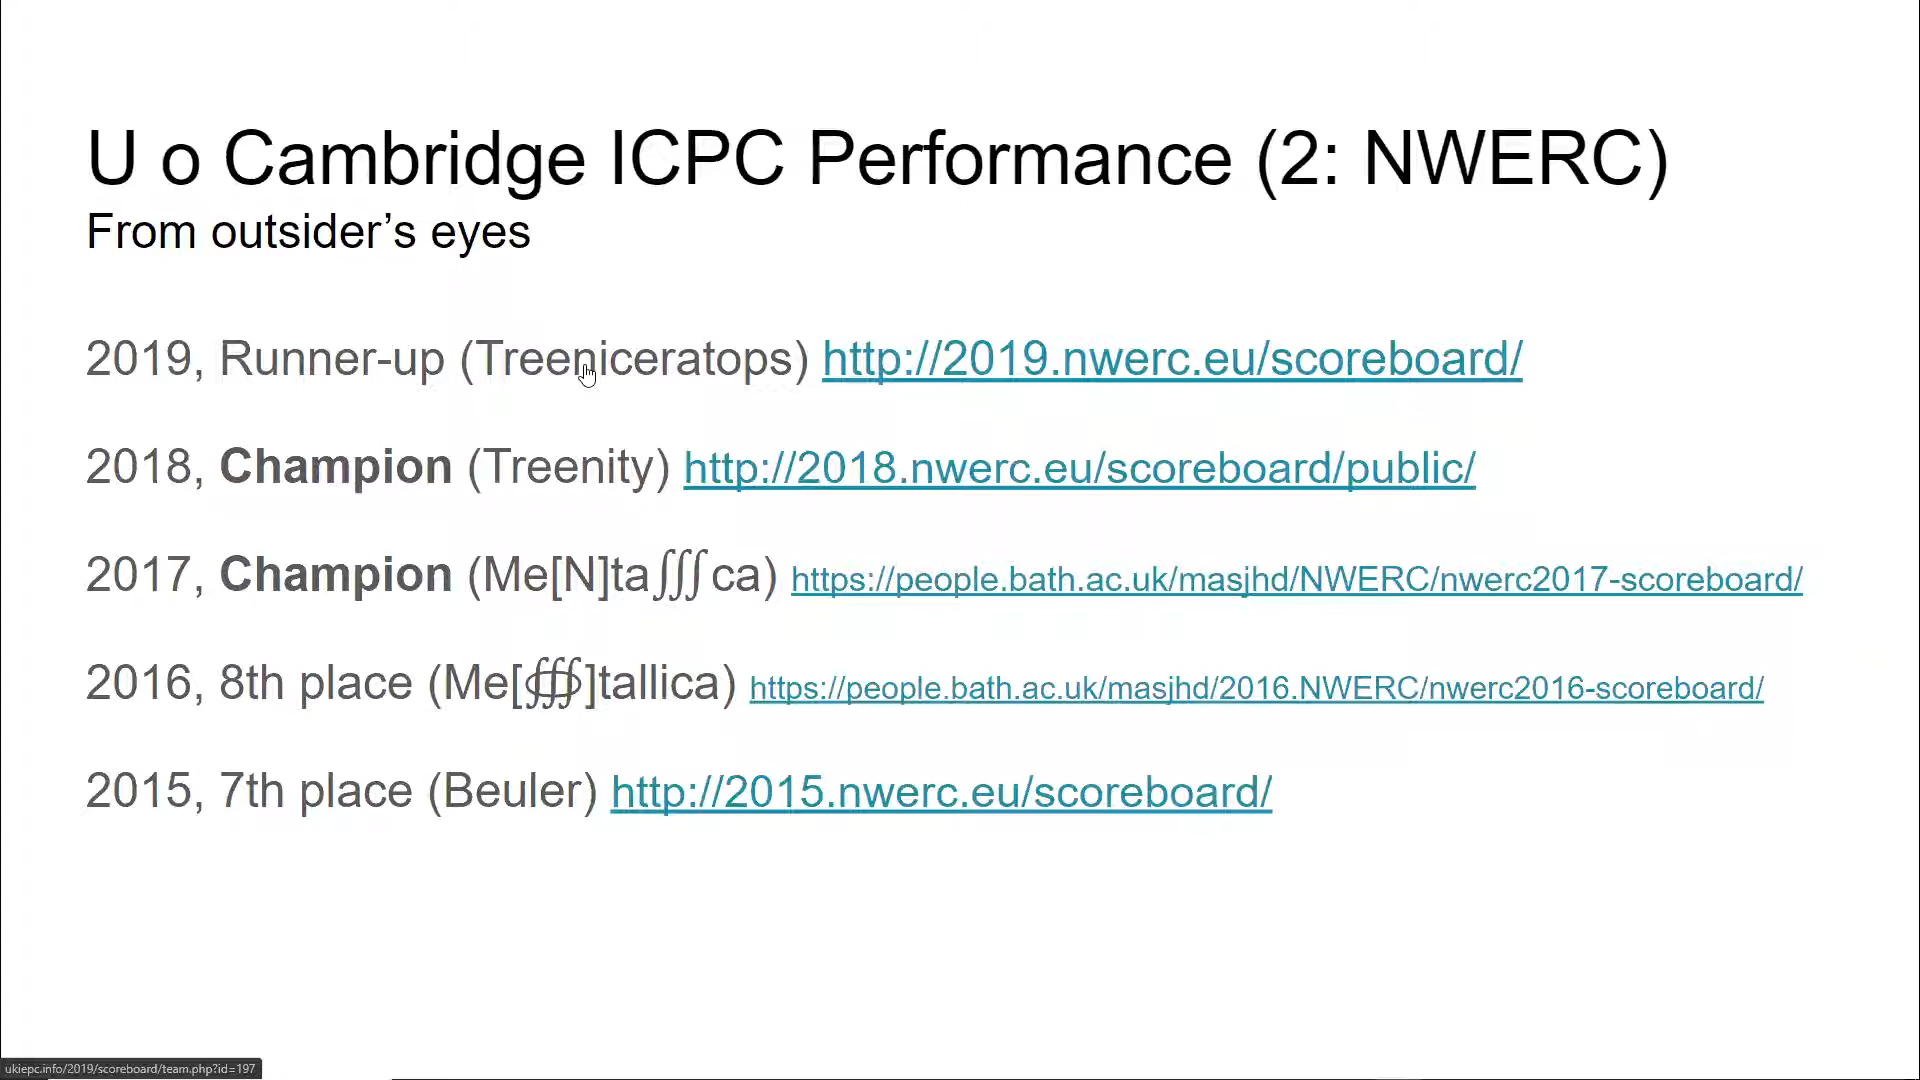 U o Cambridge ICPC Performance (2: NWERC)
From outsider’s eyes
2019, Runner-up (Treeniceratops) http://2019.nwerc.eu/scoreboard/
2018, Champion (Treenity) http://2018.nwerc.eu/scoreboard/public/
2017, Champion (Me[N]ta∭ca) https://people.bath.ac.uk/masjhd/NWERC/nwerc2017-scoreboard/
2016, 8th place (Me[∰]tallica) https://people.bath.ac.uk/masjhd/2016.NWERC/nwerc2016-scoreboard/
2015, 7th place (Beuler) http://2015.nwerc.eu/scoreboard/
ukiepc.info/2019/scoreboard/team.php?id=197